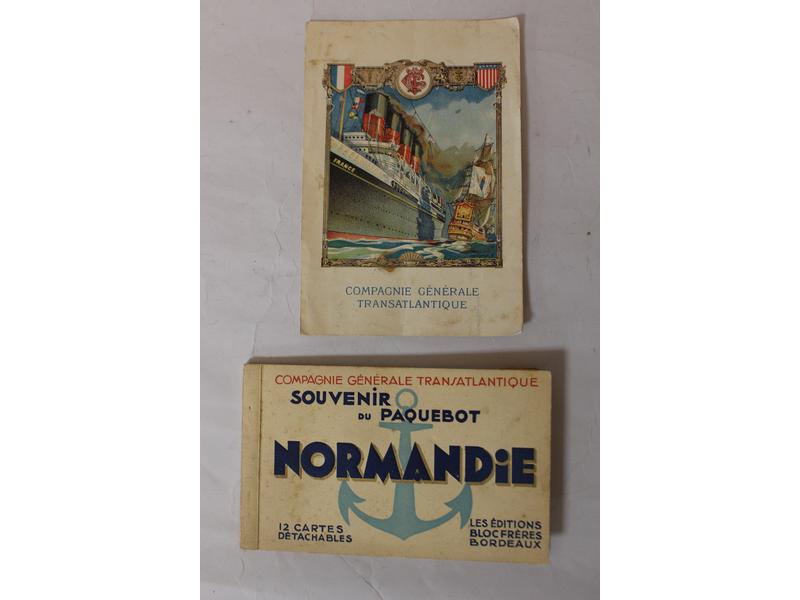 FRANCE
COMPAGNIE GÉNÉRALE
TRANSATLANTIQUE
COMPAGNIE GÉNÉRALE TRANSATLANTIQUE
SOUVENIR
DU PAQUEBOT
NORMANDIE
12 CARTES
DÉTACHABLES
LES ÉDITIONS
BLOC FRÈRES
BORDEAUX